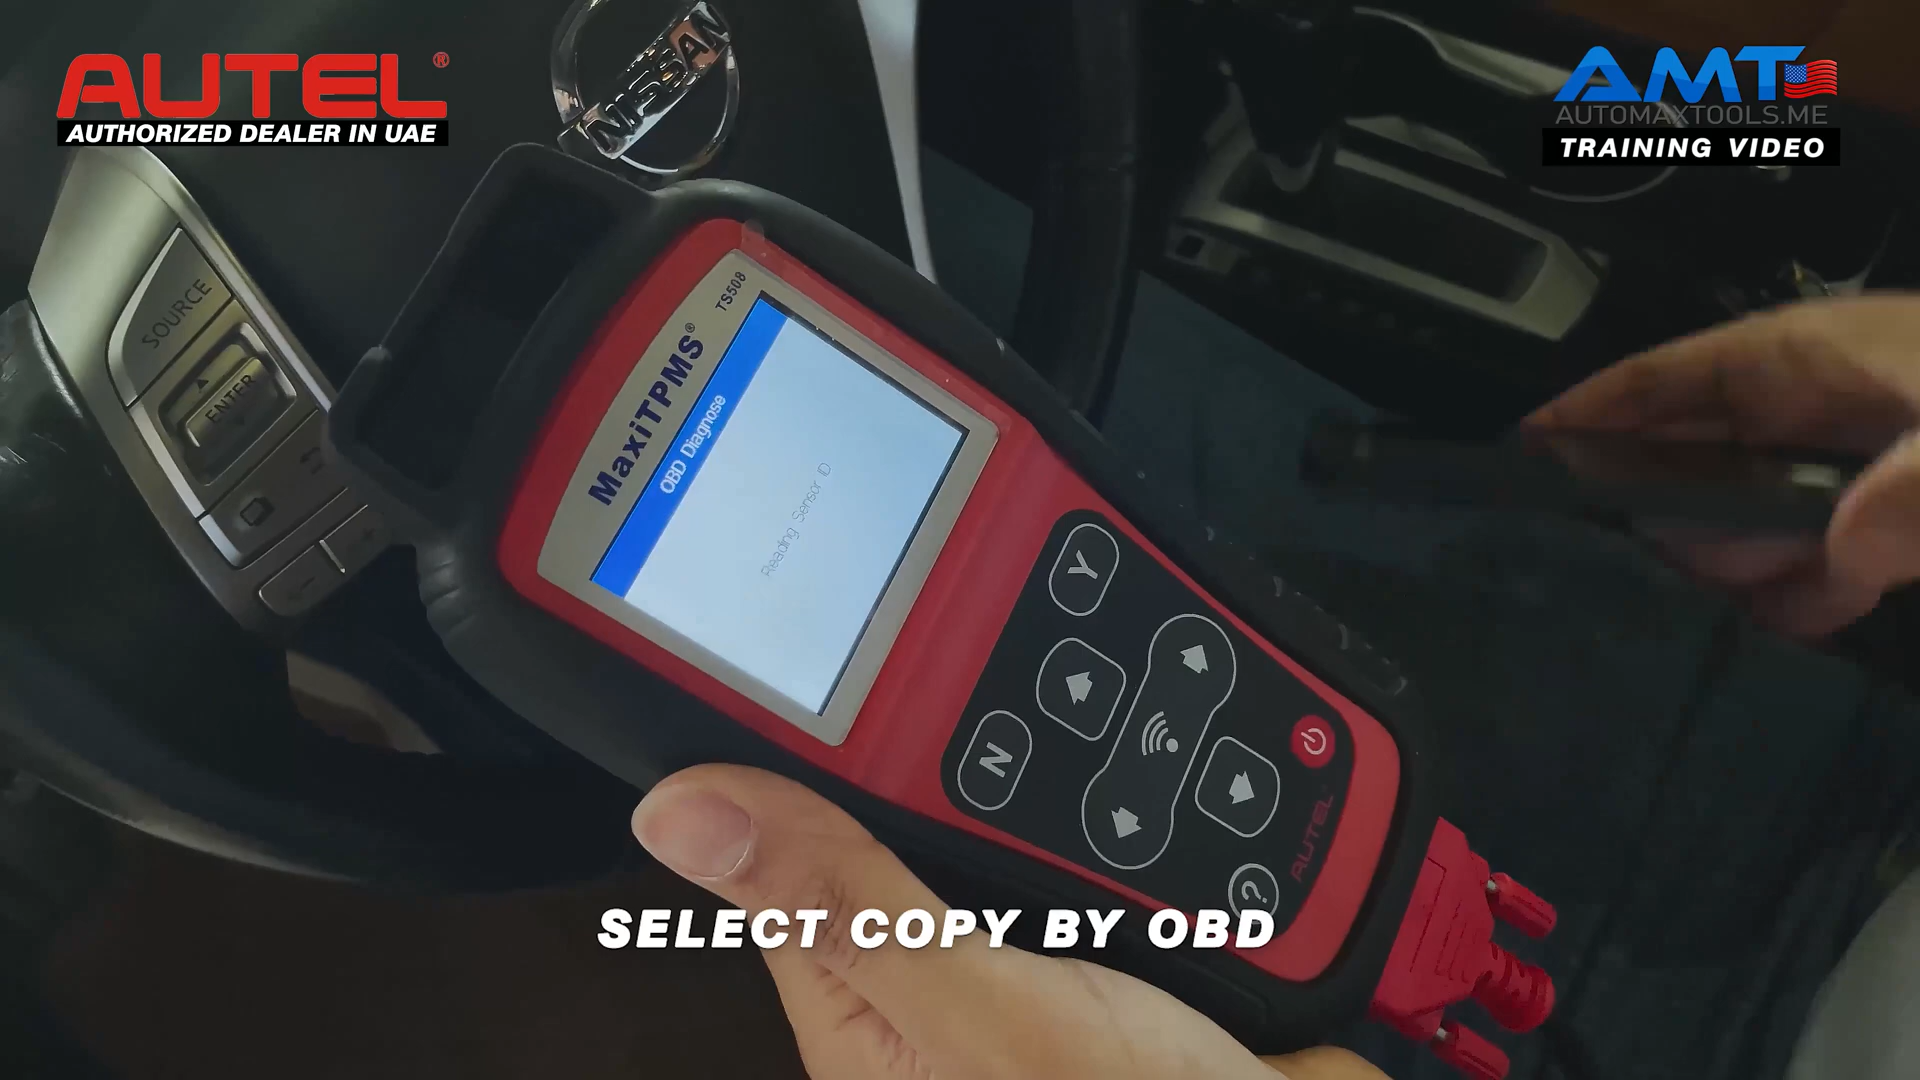 AUTEL®
AUTHORIZED DEALER IN UAE
AMT
AUTOMAXTOOLS.ME
TRAINING VIDEO
NISSAN
SOURCE
ENTER
TS508
MaxiTPMS®
OBD Diagnose
Reading Sensor ID
Y
N
?
AUTEL
SELECT COPY BY OBD